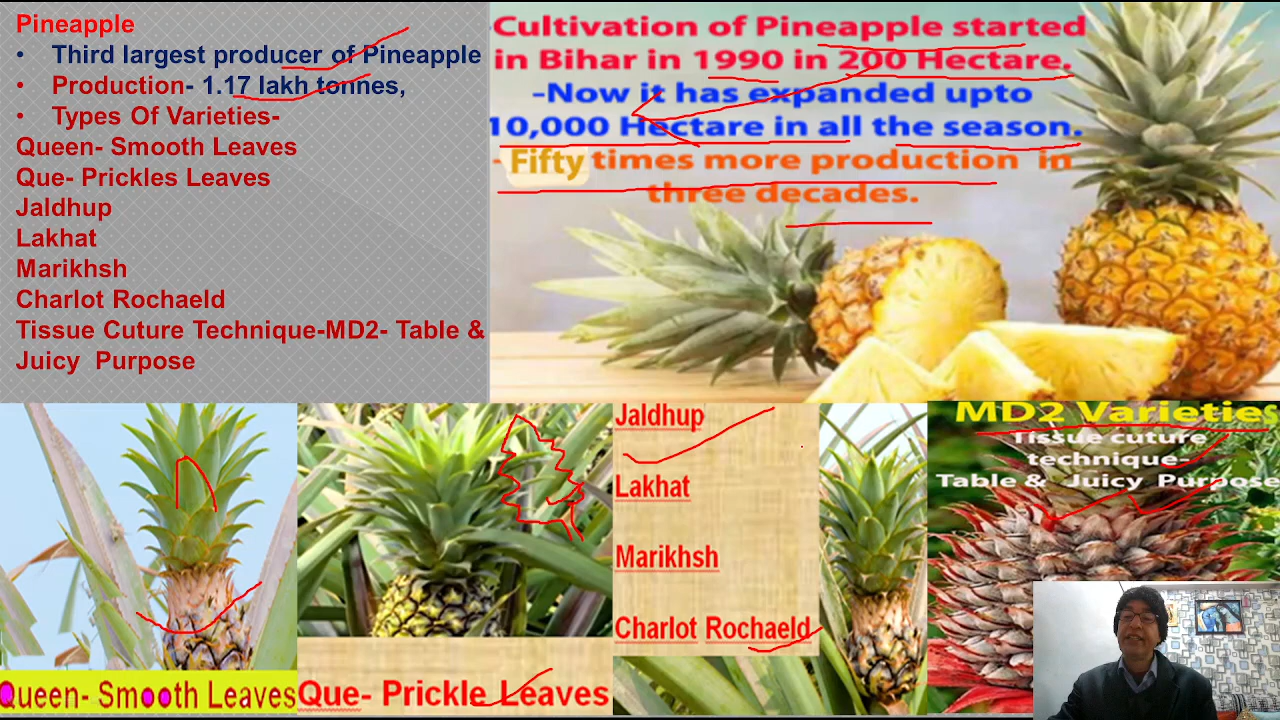 Pineapple
• Third largest producer of Pineapple
• Production- 1.17 lakh tonnes,
• Types Of Varieties-
Queen- Smooth Leaves
Que- Prickles Leaves
Jaldhup
Lakhat
Marikhsh
Charlot Rochaeld
Tissue Cuture Technique-MD2- Table &
Juicy Purpose
-Cultivation of Pineapple started
in Bihar in 1990 in 200 Hectare.
-Now it has expanded upto
10,000 Hectare in all the season.
- Fifty times more production in
three decades.
Queen- Smooth Leaves
Que- Prickle Leaves
Jaldhup
Lakhat
Marikhsh
Charlot Rochaeld
MD2 Varieties
Tissue cuture
technique-
Table & Juicy Purpose